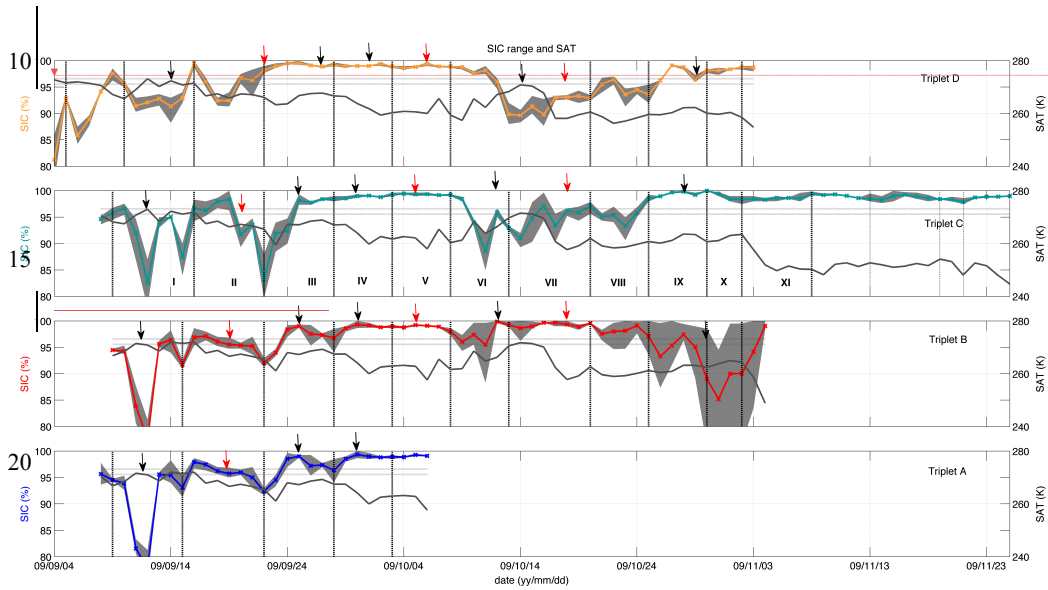 SIC range and SAT
10
00
95
90
85
80
280
260
240
SIC (%)
SAT (K)
Triplet D
15
100
95
90
85
80
280
260
240
SIC (%)
SAT (K)
Triplet C
I II III IV V VI VII VIII IX X XI
100
95
90
85
80
280
260
240
SIC (%)
SAT (K)
Triplet B
20
100
95
90
85
80
280
260
240
SIC (%)
SAT (K)
Triplet A
09/09/04 09/09/14 09/09/24 09/10/04 09/10/14 09/10/24 09/11/03 09/11/13 09/11/23
date (yy/mm/dd)